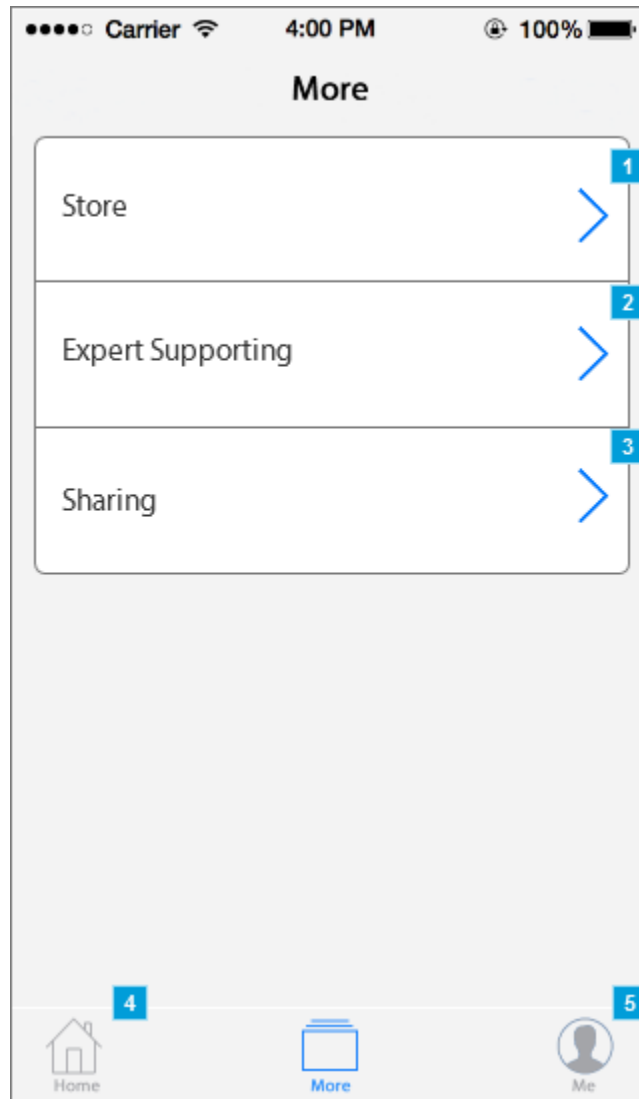 Carrier 4:00 PM 100%
More
1
Store
2
Expert Supporting
3
Sharing
4 5
Home More Me